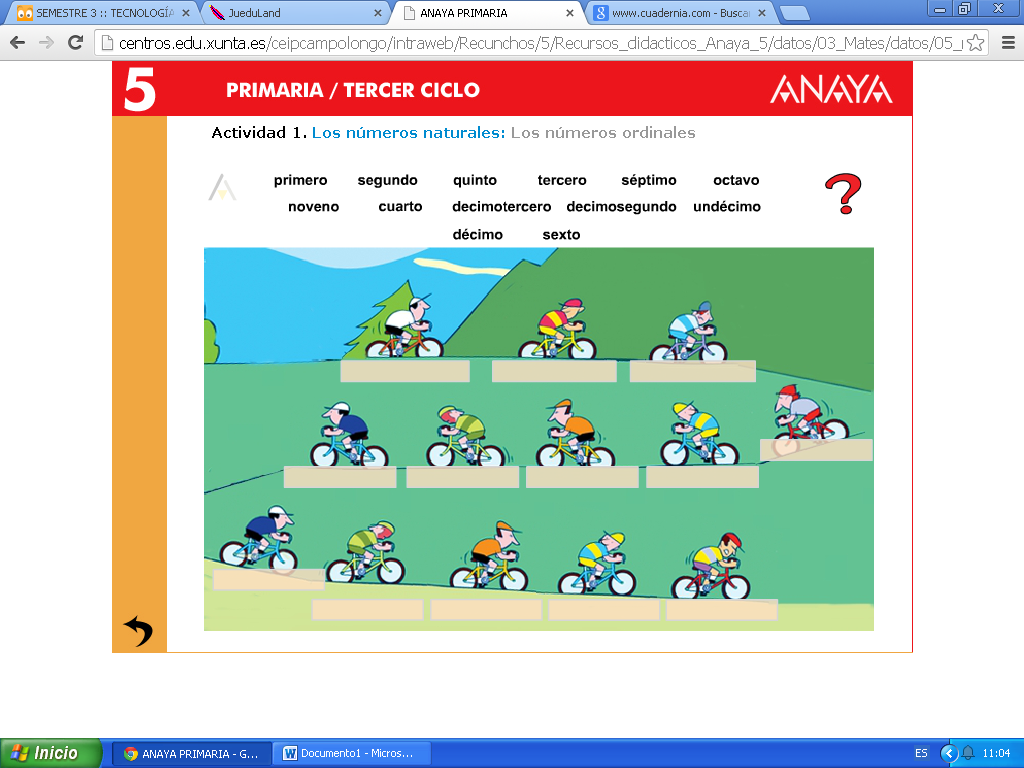 SEMESTRE 3 :: TECNOLOGÍA
JueduLand
ANAYA PRIMARIA
www.cuadernia.com - Busca
centros.edu.xunta.es/ceipcampolongo/intraweb/Recunchos/5/Recursos_didacticos_Anaya_5/datos/03_Mates/datos/05_r
5 PRIMARIA / TERCER CICLO ANAYA
Actividad 1. Los números naturales: Los números ordinales
primero segundo quinto tercero séptimo octavo
noveno cuarto decimotercero decimosegundo undécimo
décimo sexto
?
Inicio
ANAYA PRIMARIA - G...
Documento1 - Micros...
ES
11:04